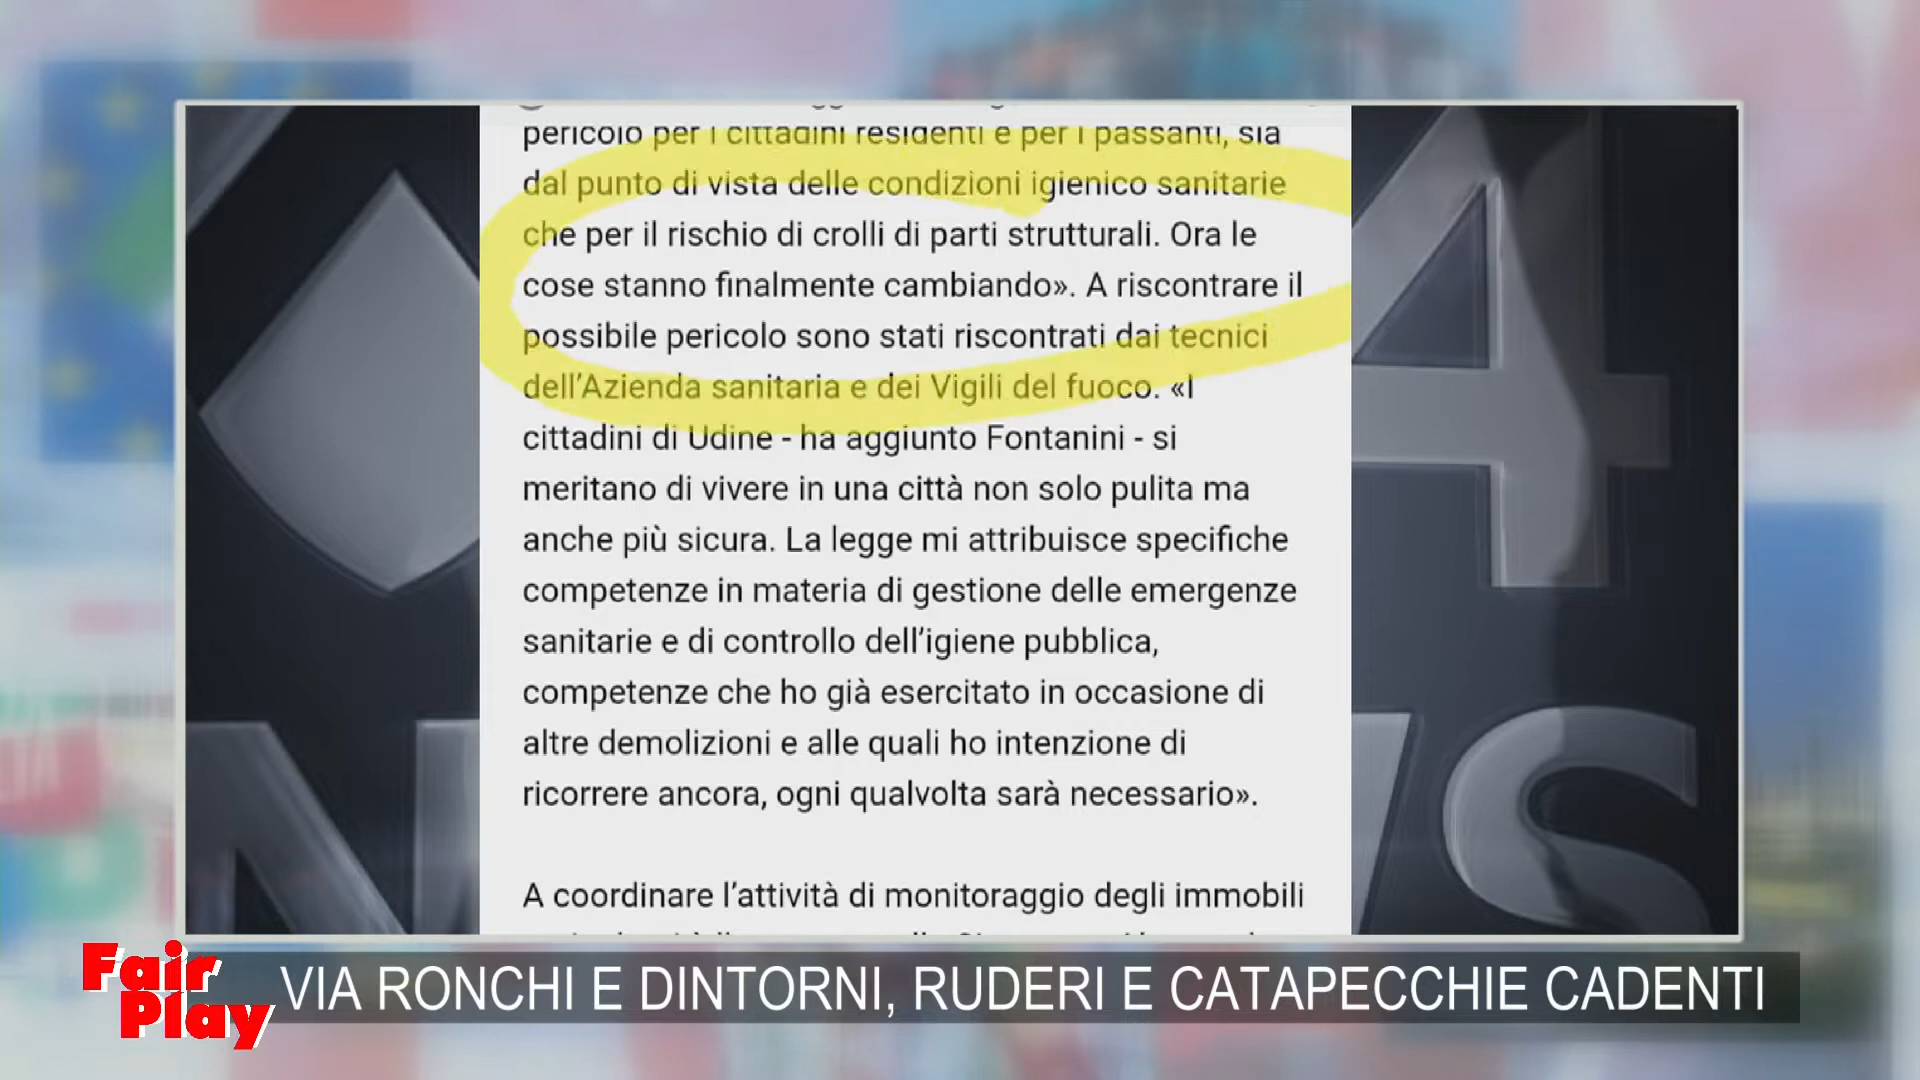 pericolo per i cittadini residenti e per i passanti, sia
dal punto di vista delle condizioni igienico sanitarie
che per il rischio di crolli di parti strutturali. Ora le
cose stanno finalmente cambiando». A riscontrare il
possibile pericolo sono stati riscontrati dai tecnici
dell’Azienda sanitaria e dei Vigili del fuoco. «I
cittadini di Udine - ha aggiunto Fontanini - si
meritano di vivere in una città non solo pulita ma
anche più sicura. La legge mi attribuisce specifiche
competenze in materia di gestione delle emergenze
sanitarie e di controllo dell’igiene pubblica,
competenze che ho già esercitato in occasione di
altre demolizioni e alle quali ho intenzione di
ricorrere ancora, ogni qualvolta sarà necessario».
A coordinare l’attività di monitoraggio degli immobili
4
N
S
Fair
Play
VIA RONCHI E DINTORNI, RUDERI E CATAPECCHIE CADENTI